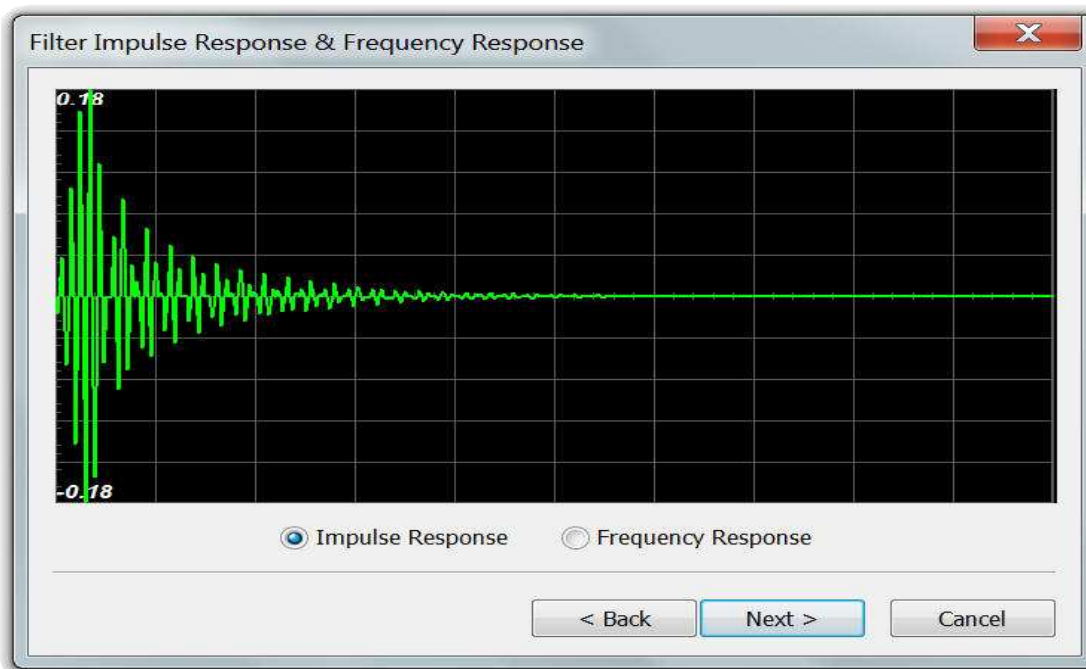 Filter Impulse Response & Frequency Response
0.18
-0.18
Impulse Response Frequency Response
< Back Next > Cancel